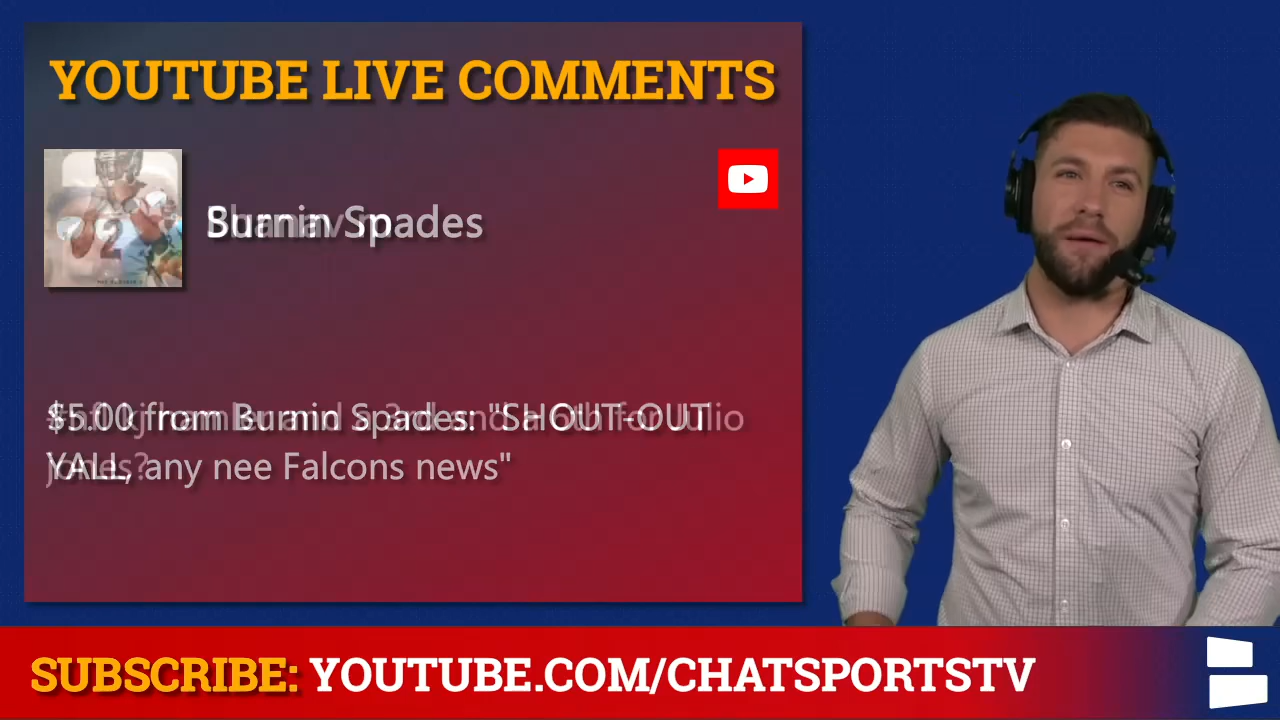 YOUTUBE LIVE COMMENTS
Burnin Spades
$5.00 from Burnin Spades: "SHOUT-OUT
YALL, any nee Falcons news"
SUBSCRIBE: YOUTUBE.COM/CHATSPORTSTV